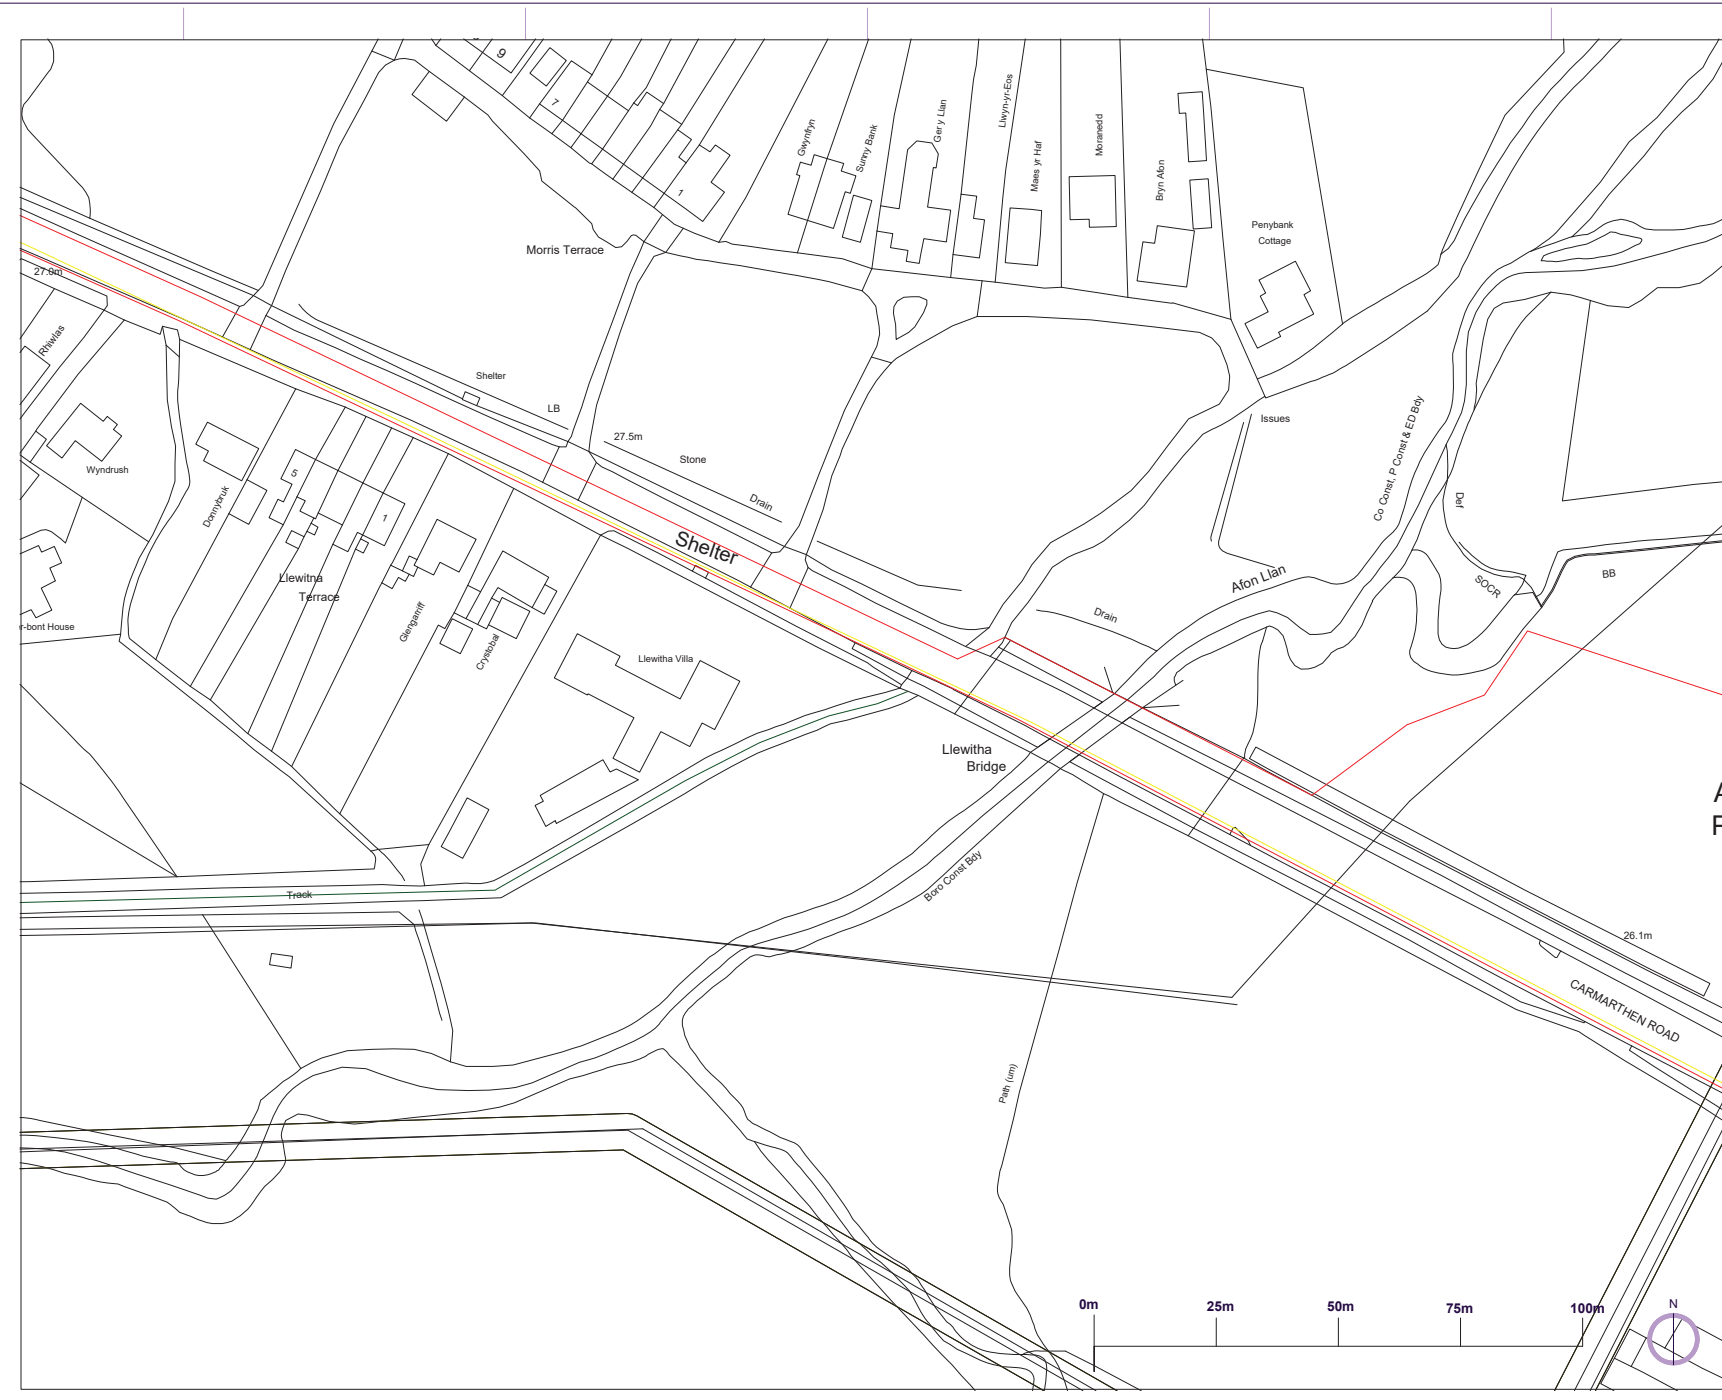 9
7
1
Gwynfryn
Sunny Bank
Ger y Llan
Llwyn-yr-Eos
Maes yr Haf
Moranedd
Bryn Afon
Penybank
Cottage
Morris Terrace
27.0m
Rhiwlas
Shelter
LB
27.5m
Stone
Drain
Issues
Co Const, P Const & ED Bdy
Def
Wyndrush
Donnybruk
5
1
Shelter
Llewitna
Terrace
Glengarriff
Crystobal
r-bont House
Llewitha Villa
Afon Llan
Drain
SOCR
BB
Llewitha
Bridge
Boro Const Bdy
Track
26.1m
CARMARTHEN ROAD
Path (um)
0m 25m 50m 75m 100m
N